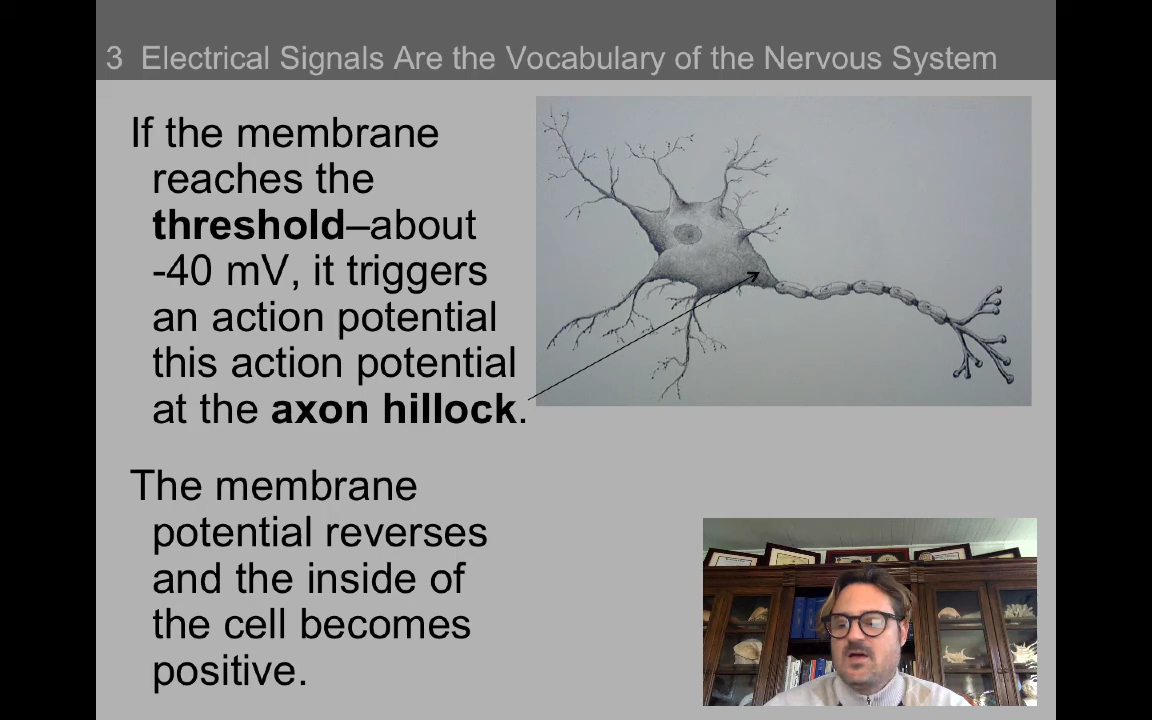 3 Electrical Signals Are the Vocabulary of the Nervous System
If the membrane
reaches the
threshold–about
-40 mV, it triggers
an action potential
this action potential
at the axon hillock.
The membrane
potential reverses
and the inside of
the cell becomes
positive.